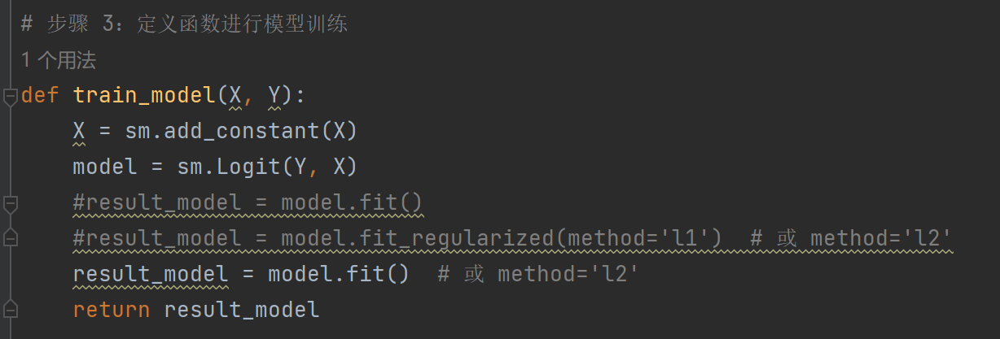 # 步骤 3：定义函数进行模型训练
1 个用法
def train_model(X, Y):
    X = sm.add_constant(X)
    model = sm.Logit(Y, X)
    #result_model = model.fit()
    #result_model = model.fit_regularized(method='l1')  # 或 method='l2'
    result_model = model.fit()  # 或 method='l2'
    return result_model